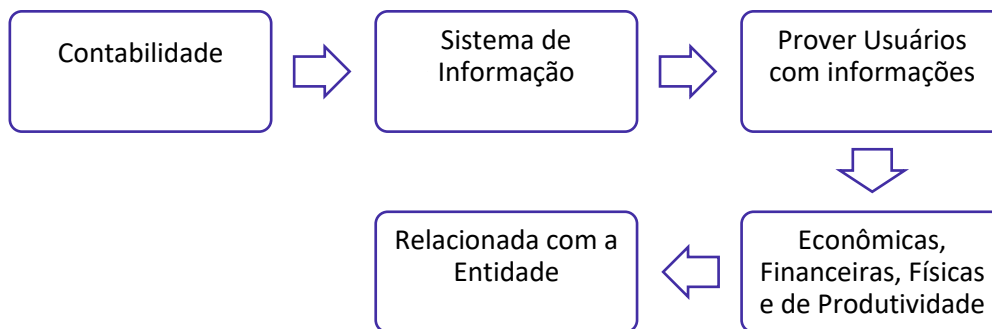 Contabilidade
Sistema de
Informação
Prover Usuários
com informações
Econômicas,
Financeiras, Físicas
e de Produtividade
Relacionada com a
Entidade